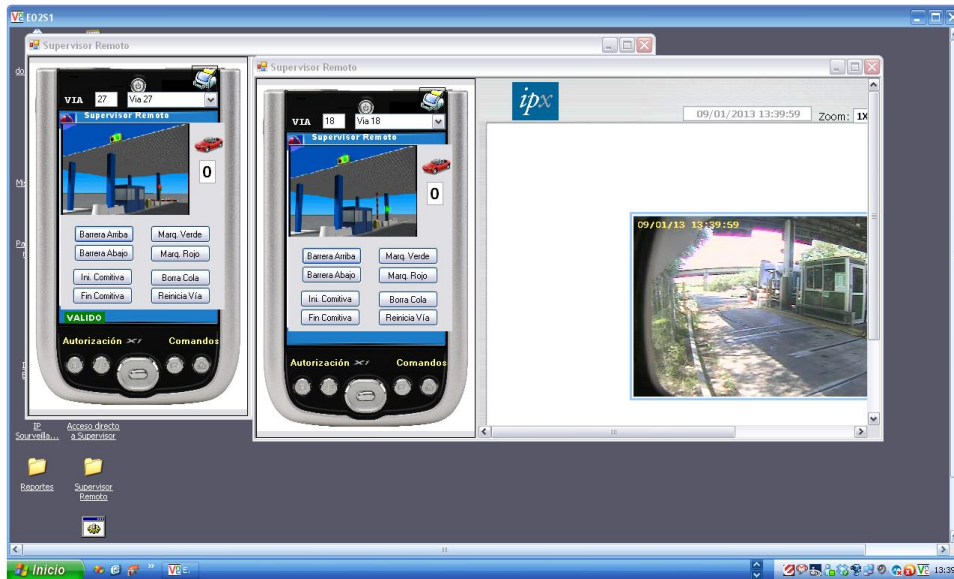 E02S1
Supervisor Remoto
VIA 27 Via 27
Supervisor Remoto
0
Barrera Arriba Marq. Verde
Barrera Abajo Marq. Rojo
Ini. Comitiva Borra Cola
Fin Comitiva Reinicia Vía
VALIDO
Autorización Comandos
Supervisor Remoto
VIA 18 Via 18
Supervisor Remoto
0
Barrera Arriba Marq. Verde
Barrera Abajo Marq. Rojo
Ini. Comitiva Borra Cola
Fin Comitiva Reinicia Vía
Autorización Comandos
ipx
09/01/2013 13:39:59 Zoom: 1X
09/01/13 13:39:59
IP Sourveilla...
Acceso directo a Supervisor
Reportes
Supervisor Remoto
Inicio
E.
13:39